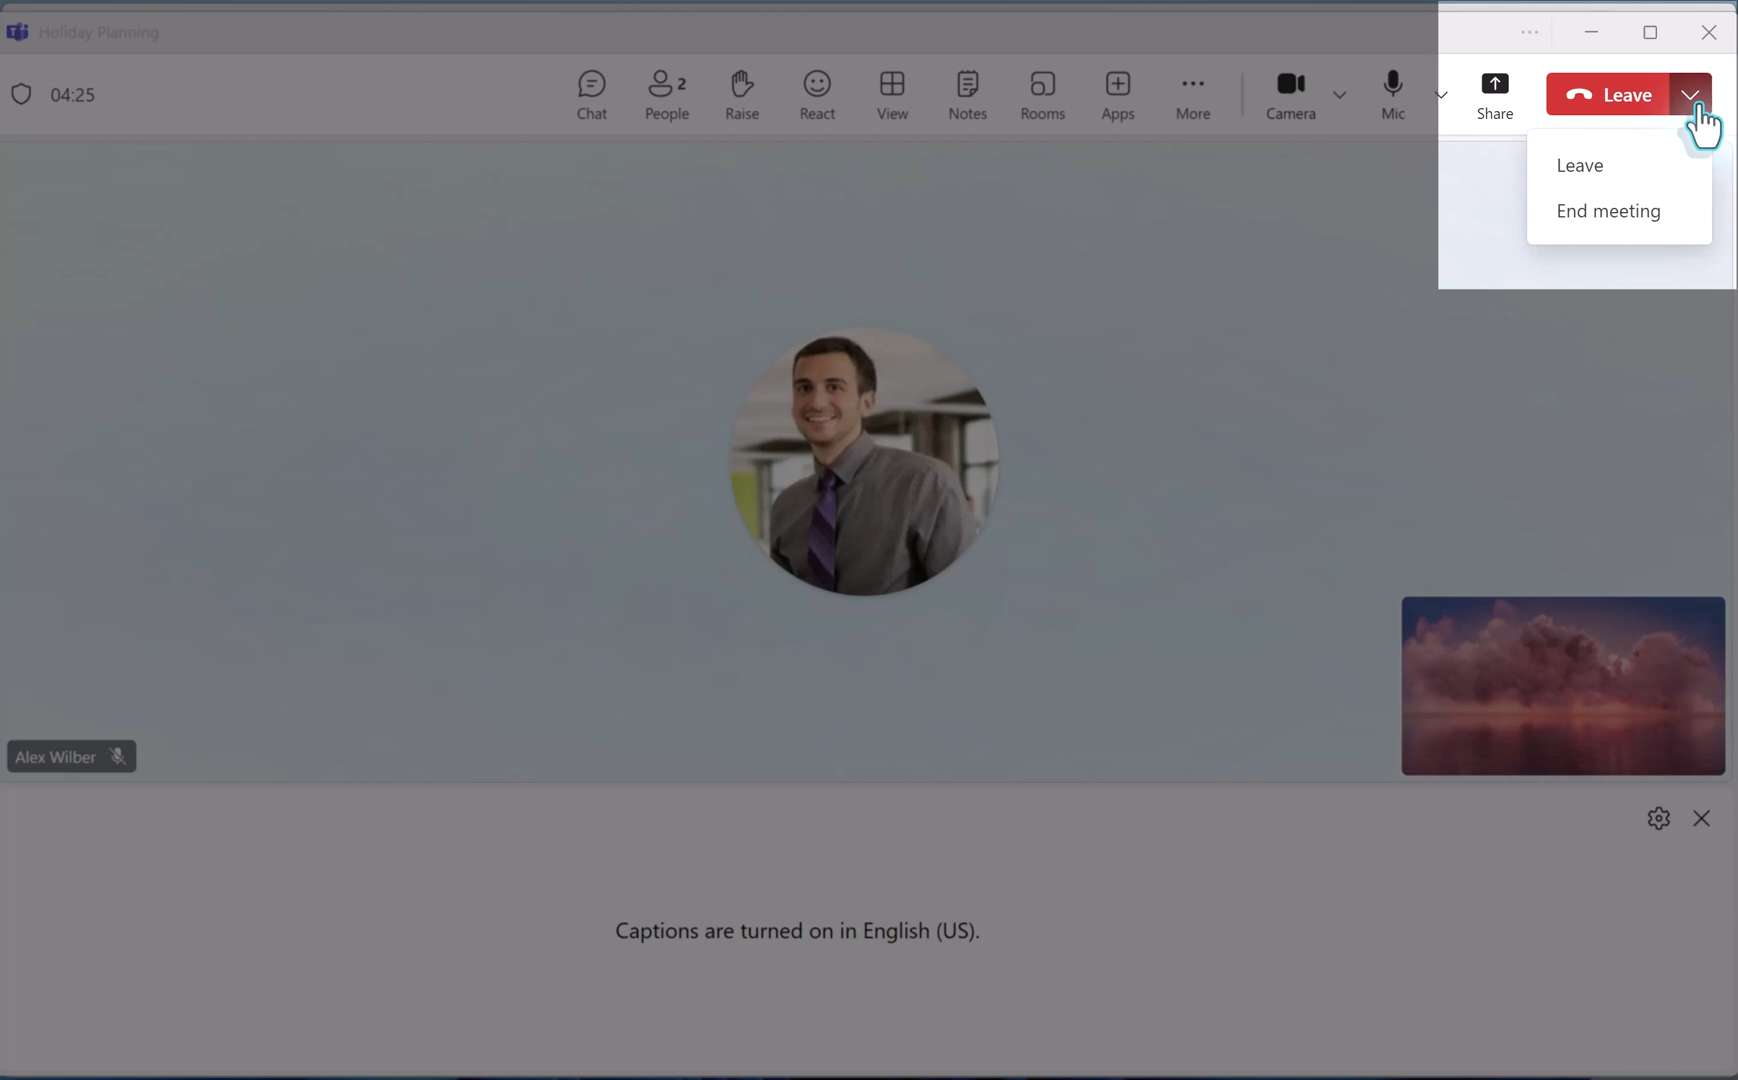 Holiday Planning
04:25
2
Chat People Raise React View Notes Rooms Apps More Camera Mic Share Leave
Leave
End meeting
Alex Wilber
Captions are turned on in English (US).